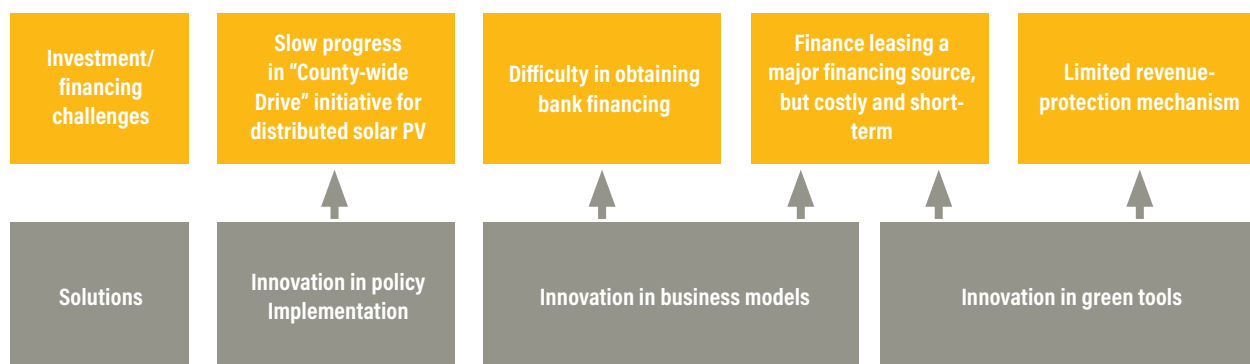 Investment/
financing
challenges
Slow progress
in "County-wide
Drive" initiative for
distributed solar PV
Difficulty in obtaining
bank financing
Finance leasing a
major financing source,
but costly and short-
term
Limited revenue-
protection mechanism
Solutions
Innovation in policy
Implementation
Innovation in business models
Innovation in green tools